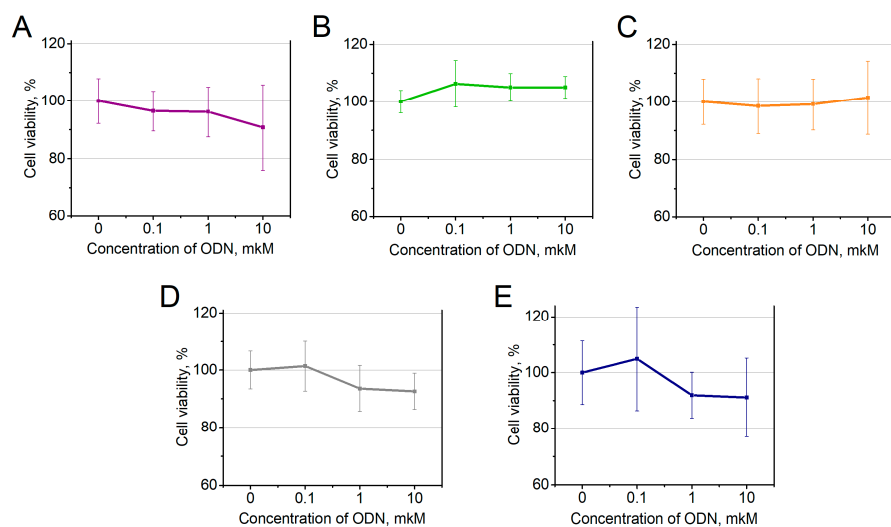 A
B
C
120
100
80
60
Cell viability, %
0
0.1
1
10
Concentration of ODN, mkM
120
100
80
60
Cell viability, %
0
0.1
1
10
Concentration of ODN, mkM
120
100
80
60
Cell viability, %
0
0.1
1
10
Concentration of ODN, mkM
D
E
120
100
80
60
Cell viability, %
0
0.1
1
10
Concentration of ODN, mkM
120
100
80
60
Cell viability, %
0
0.1
1
10
Concentration of ODN, mkM